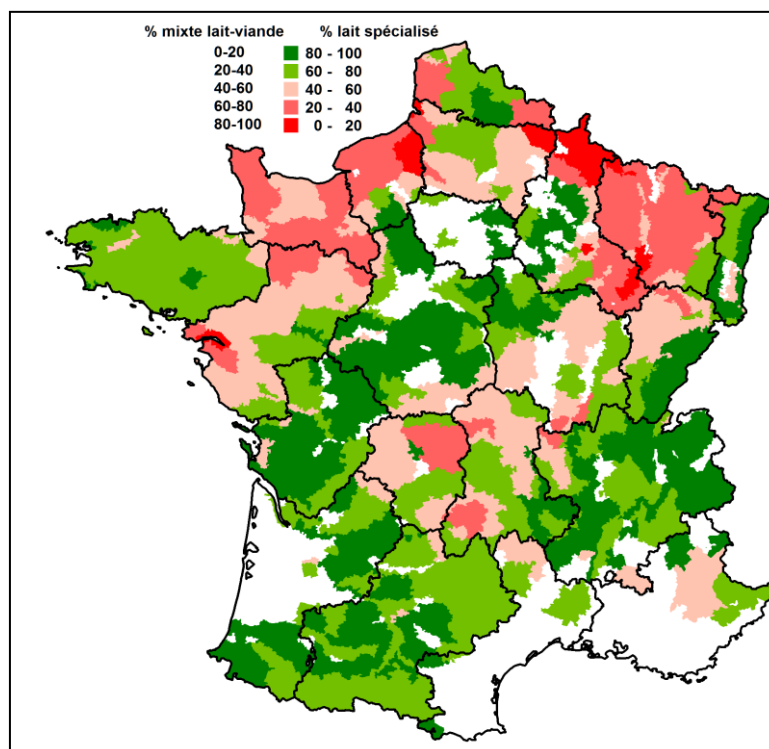 % mixte lait-viande % lait spécialisé
0-20 80 - 100
20-40 60 - 80
40-60 40 - 60
60-80 20 - 40
80-100 0 - 20